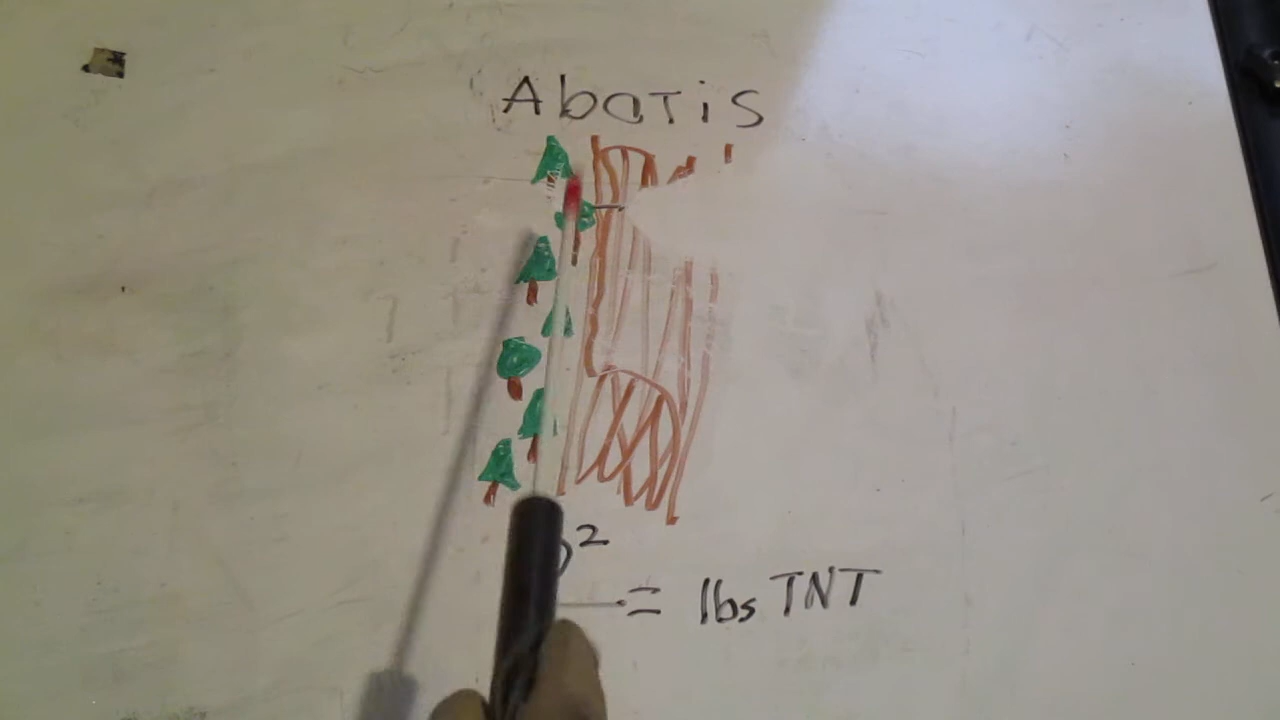 Abatis
²
= lbs TNT